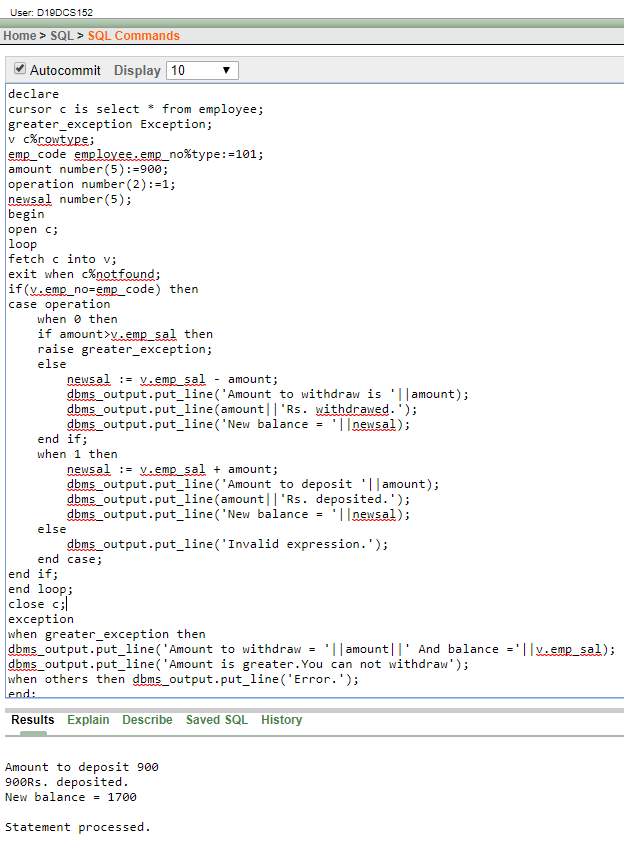 User: D19DCS152
Home > SQL > SQL Commands
Autocommit Display 10
declare
cursor c is select * from employee;
greater_exception Exception;
v c%rowtype;
emp_code employee.emp_no%type:=101;
amount number(5):=900;
operation number(2):=1;
newsal number(5);
begin
open c;
loop
fetch c into v;
exit when c%notfound;
if(v.emp_no=emp_code) then
case operation
when 0 then
if amount>v.emp_sal then
raise greater_exception;
else
newsal := v.emp_sal - amount;
dbms_output.put_line('Amount to withdraw is '||amount);
dbms_output.put_line(amount||'Rs. withdrawed.');
dbms_output.put_line('New balance = '||newsal);
end if;
when 1 then
newsal := v.emp_sal + amount;
dbms_output.put_line('Amount to deposit '||amount);
dbms_output.put_line(amount||'Rs. deposited.');
dbms_output.put_line('New balance = '||newsal);
else
dbms_output.put_line('Invalid expression.');
end case;
end if;
end loop;
close c;
exception
when greater_exception then
dbms_output.put_line('Amount to withdraw = '||amount||' And balance ='||v.emp_sal);
dbms_output.put_line('Amount is greater.You can not withdraw');
when others then dbms_output.put_line('Error.');
end;
Results Explain Describe Saved SQL History
Amount to deposit 900
900Rs. deposited.
New balance = 1700
Statement processed.